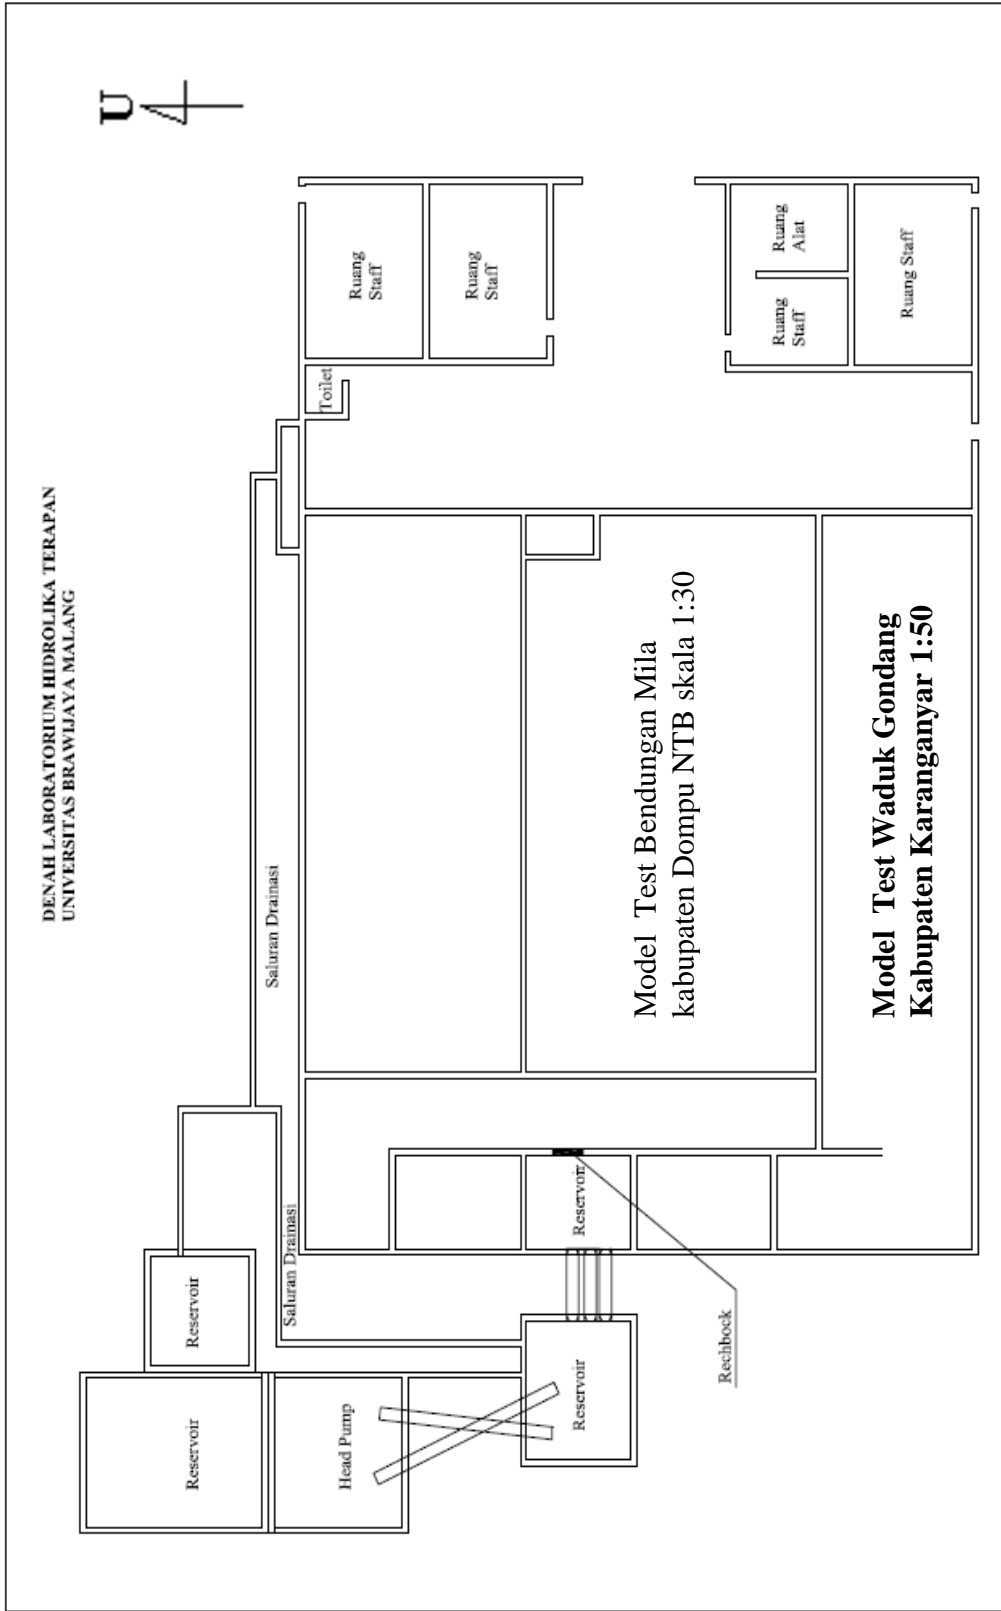 DENAH LABORATORIUM HIDROLIKA TERAPAN
UNIVERSITAS BRAWIJAYA MALANG
U
Reservoir
Reservoir
Saluran Drainasi
Saluran Drainasi
Head Pump
Toilet
Ruang
Staff
Ruang
Staff
Reservoir
Reservoir
Rechbock
Model Test Bendungan Mila
kabupaten Dompu NTB skala 1:30
Ruang
Staff
Ruang
Alat
Model Test Waduk Gondang
Kabupaten Karanganyar 1:50
Ruang Staff